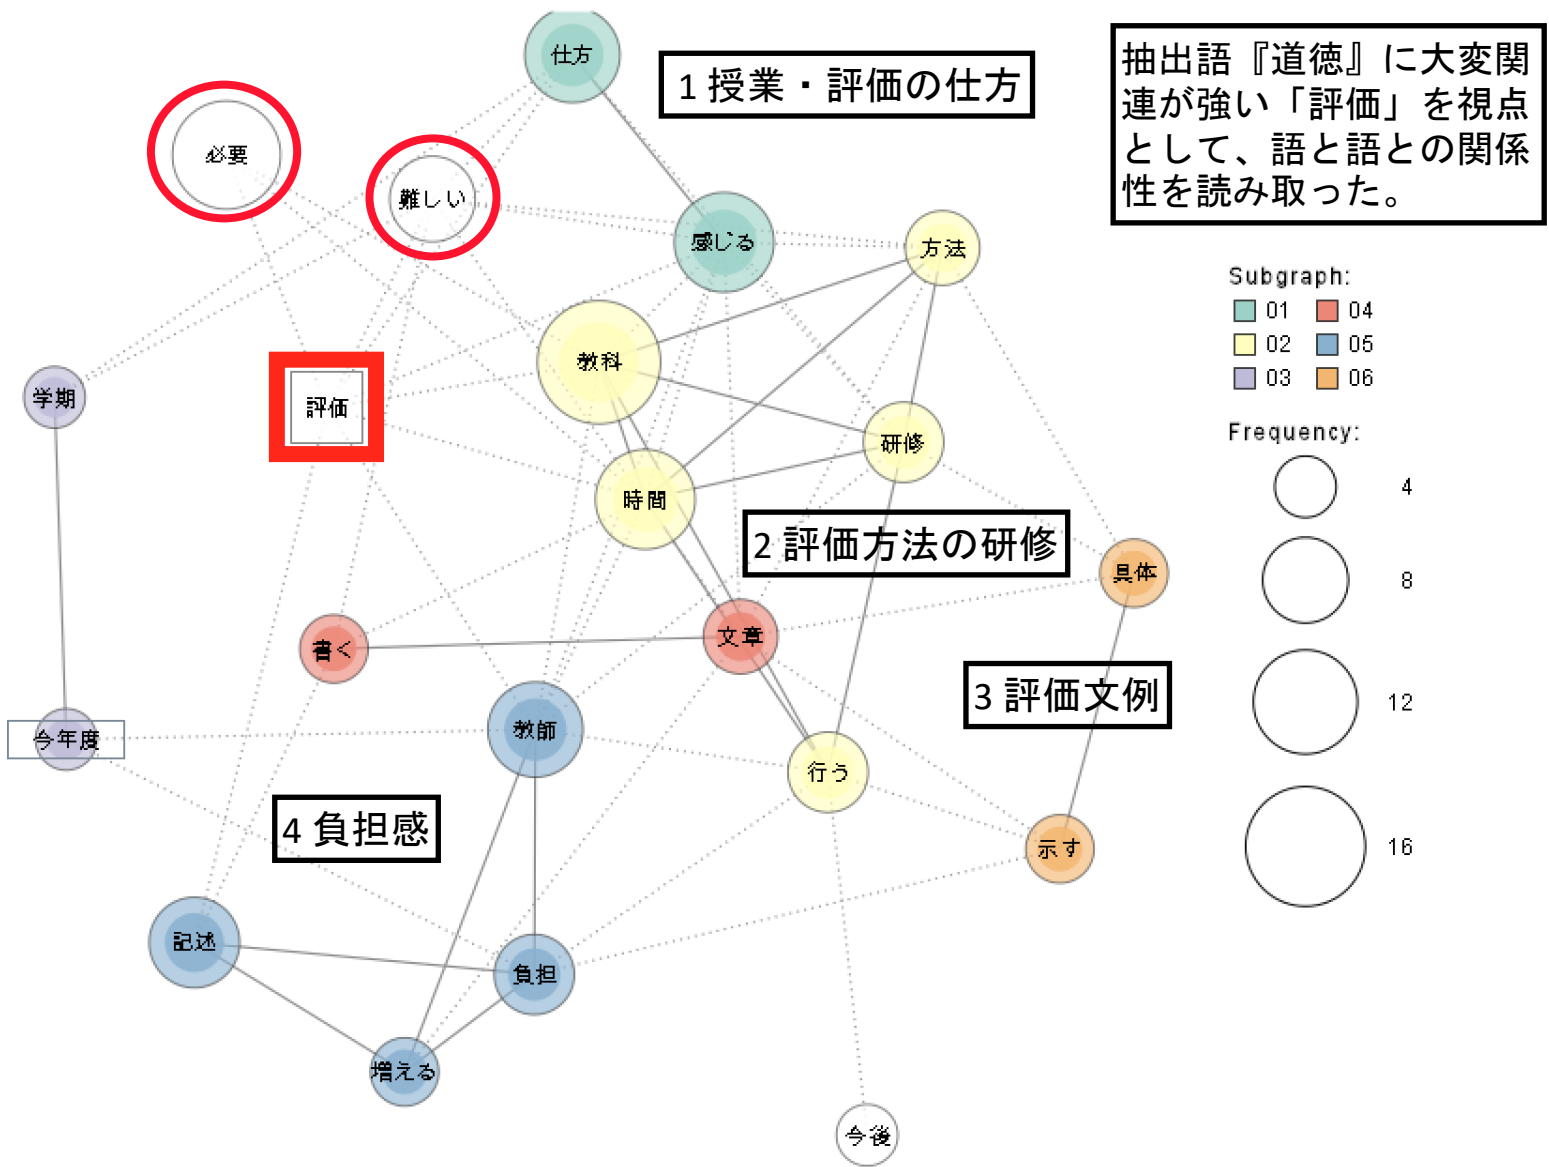 仕方
1 授業・評価の仕方
抽出語『道徳』に大変関
連が強い「評価」を視点
として、語と語との関係
性を読み取った。
必要
難しい
感じる
方法
Subgraph:
01 04
02 05
03 06
教科
学期
評価
研修
Frequency:
4
時間
2 評価方法の研修
具体
8
書く
文章
3 評価文例
12
今年度
教師
行う
4 負担感
示す
16
記述
負担
増える
今後